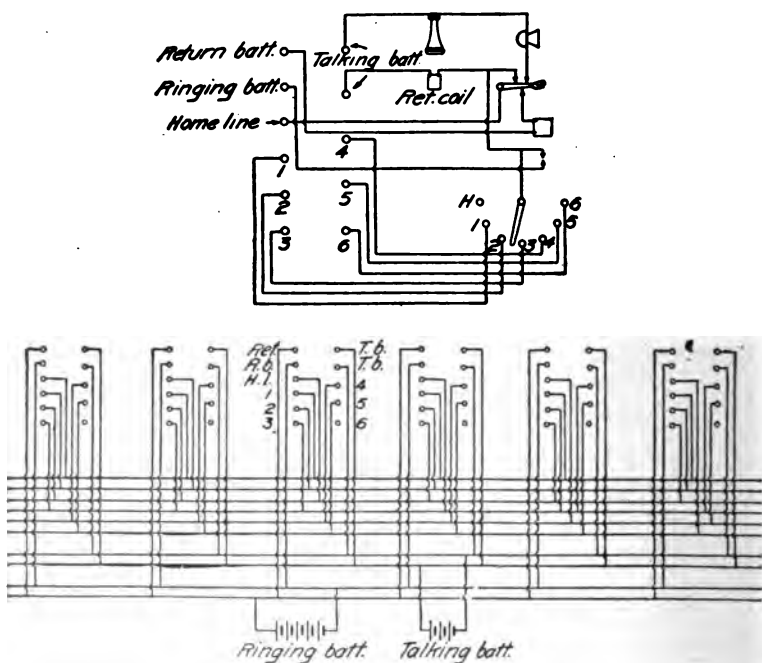 Return batt.
Talking batt.
Ringing batt.
Ret. coil
Home line
4
1
5
2
H
6
1
5
3
6
2
3
4
Ret. T.b.
R.b. T.b.
H.l. 4
1
5
2
3 6
Ringing batt. Talking batt.